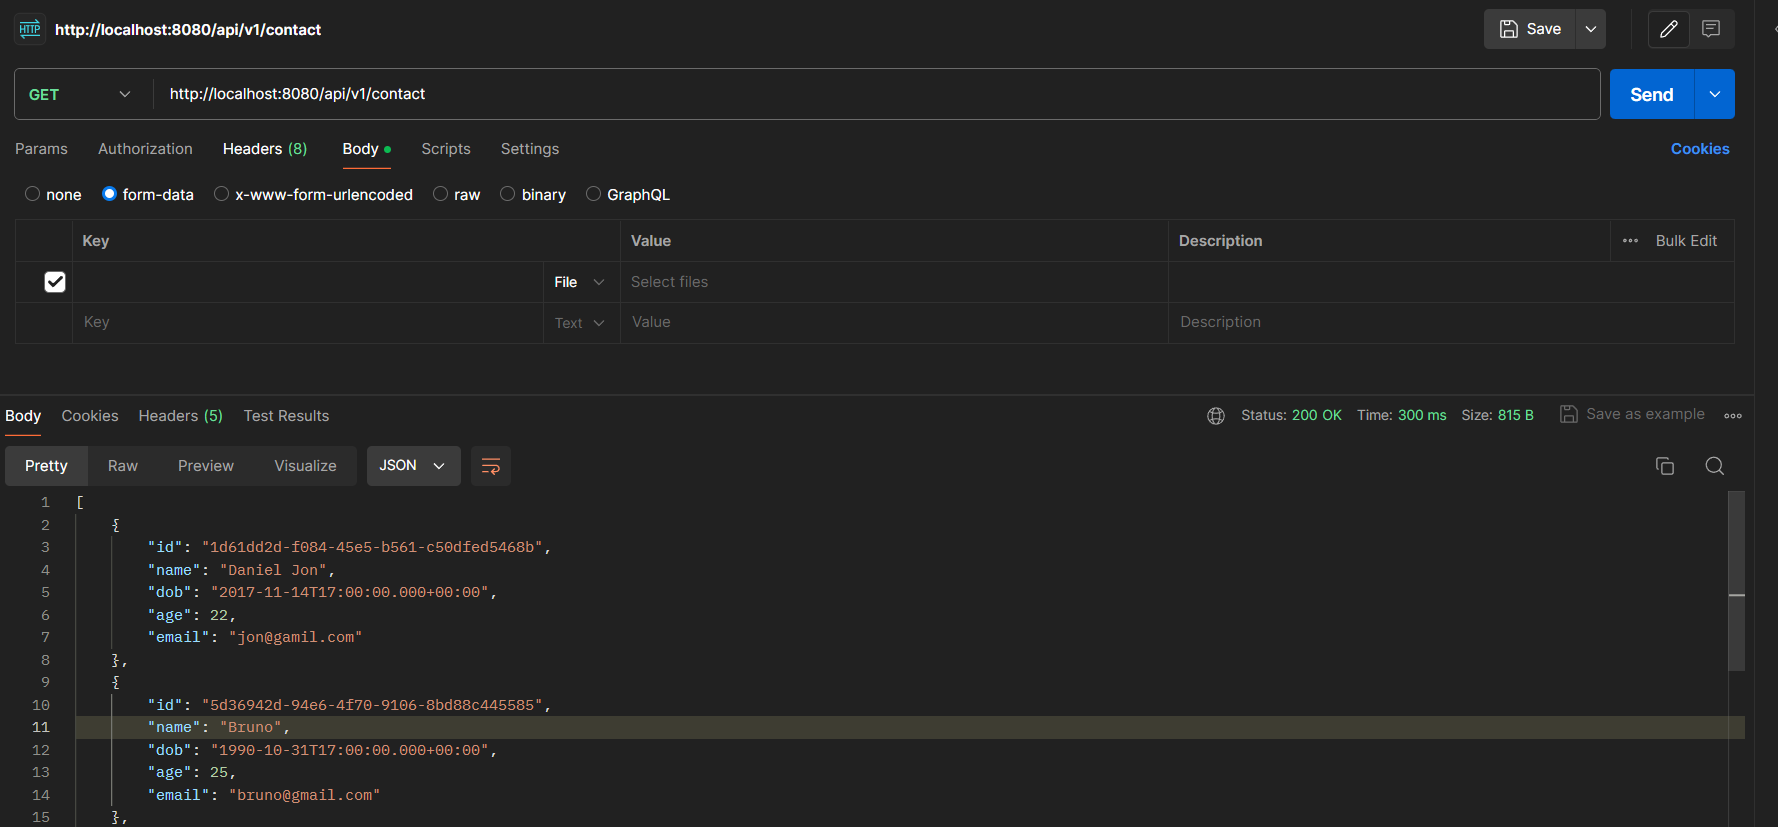 HTTP http://localhost:8080/api/v1/contact Save
GET http://localhost:8080/api/v1/contact Send
Params Authorization Headers (8) Body Scripts Settings Cookies
none form-data x-www-form-urlencoded raw binary GraphQL
Key Value Description Bulk Edit
File Select files
Key Text Value Description
Body Cookies Headers (5) Test Results Status: 200 OK Time: 300 ms Size: 815 B Save as example
Pretty Raw Preview Visualize JSON
1 [
2 {
3 "id": "1d61dd2d-f084-45e5-b561-c50dfed5468b",
4 "name": "Daniel Jon",
5 "dob": "2017-11-14T17:00:00.000+00:00",
6 "age": 22,
7 "email": "jon@gamil.com"
8 },
9 {
10 "id": "5d36942d-94e6-4f70-9106-8bd88c445585",
11 "name": "Bruno",
12 "dob": "1990-10-31T17:00:00.000+00:00",
13 "age": 25,
14 "email": "bruno@gmail.com"
15 },